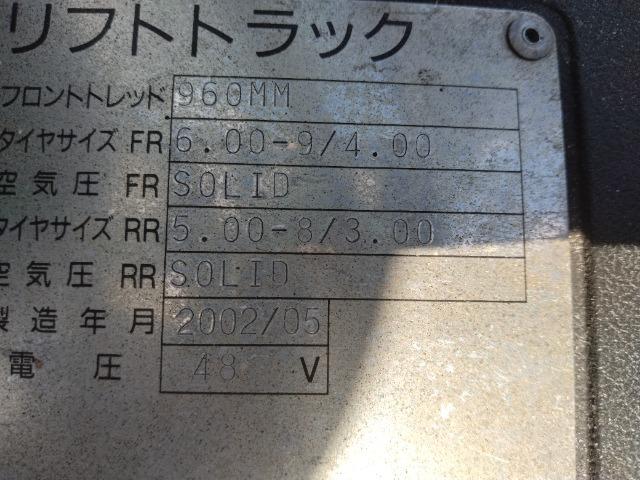 リフトトラック
フロントトレッド 960MM
タイヤサイズ FR 6.00-9/4.00
空気圧 FR SOLID
タイヤサイズ RR 5.00-8/3.00
空気圧 RR SOLID
製造年月 2002/05
電圧 48 V